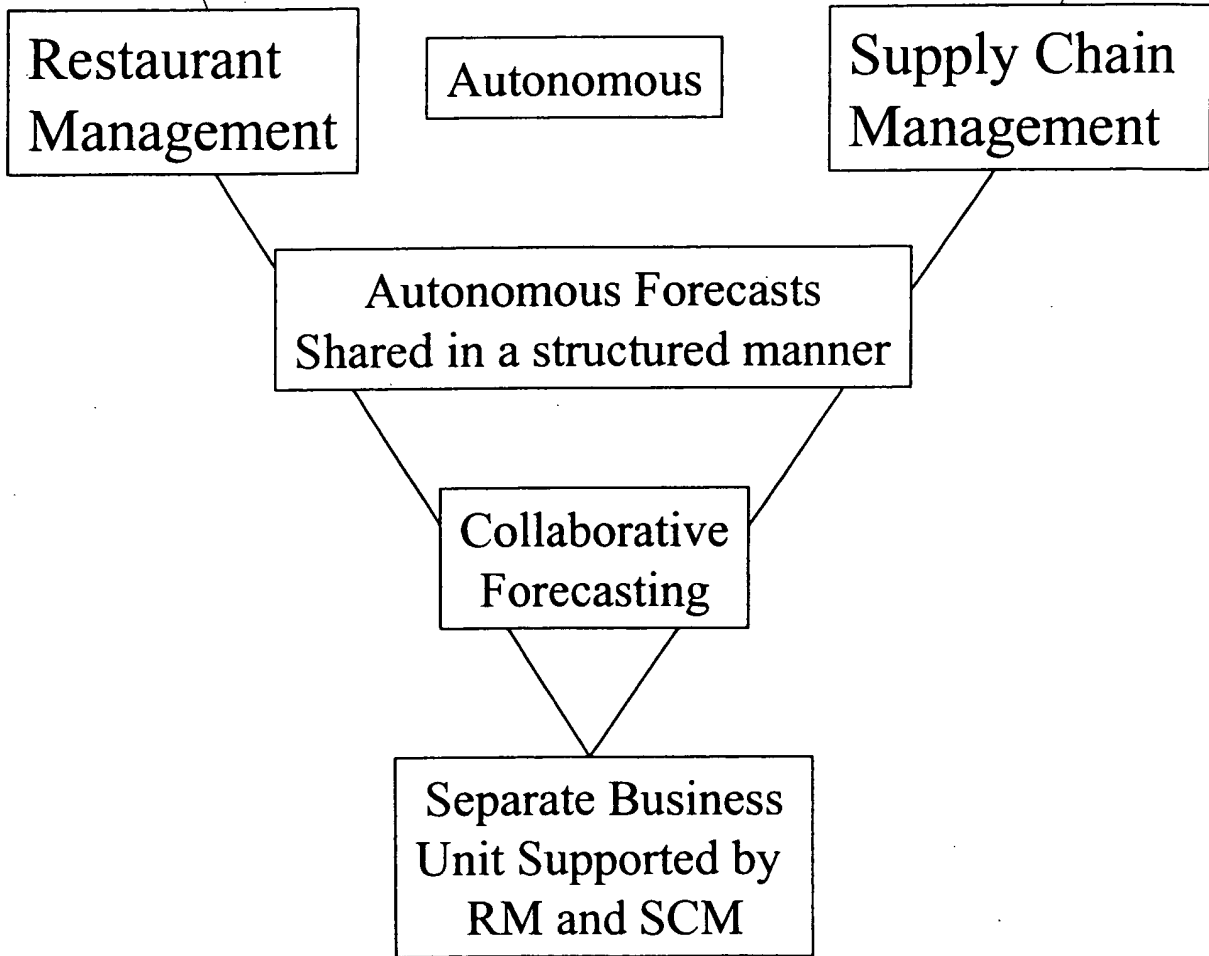 Restaurant
Management
Autonomous
Supply Chain
Management
Autonomous Forecasts
Shared in a structured manner
Collaborative
Forecasting
Separate Business
Unit Supported by
RM and SCM